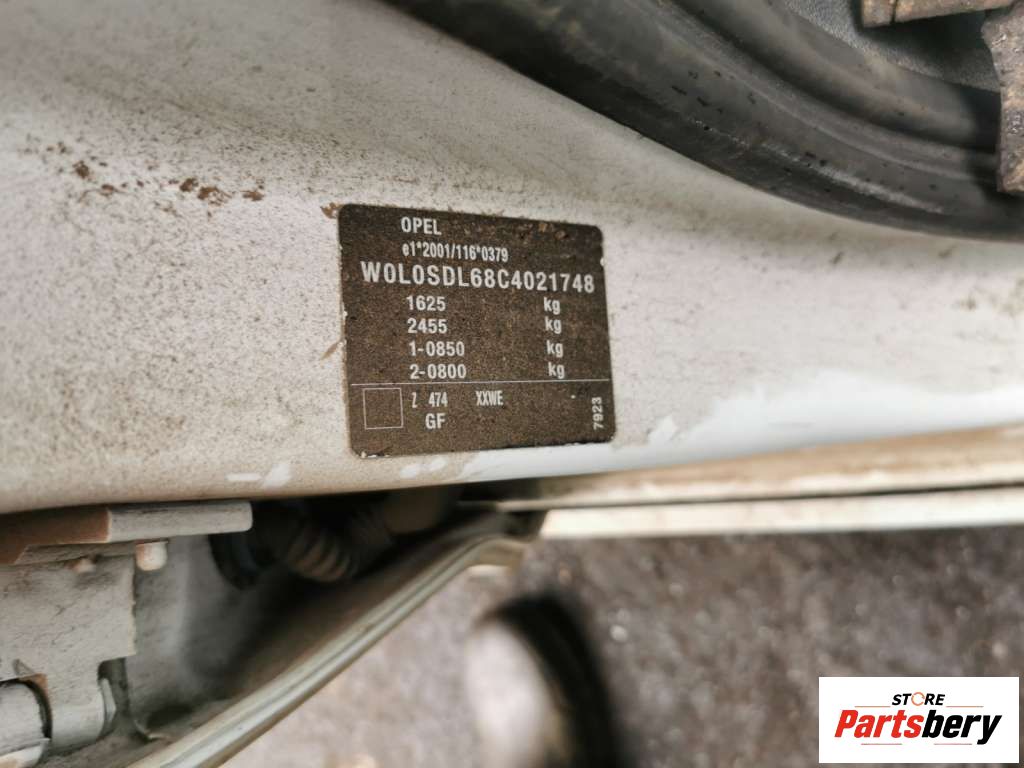 OPEL
e1*2001/116*0379
W0L0SDL68C4021748
1625 kg
2455 kg
1-0850 kg
2-0800 kg
Z 474 XXWE -
GF
7923
STORE
Partsbery